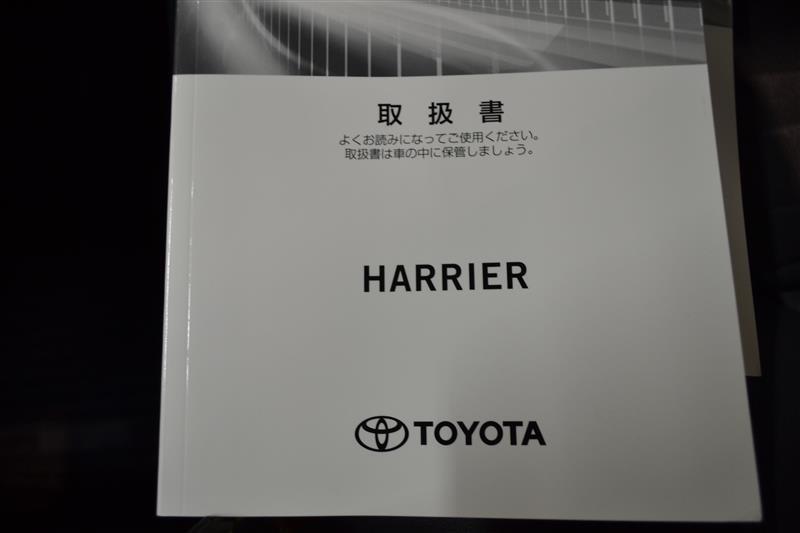 取扱書
よくお読みになってご使用ください。
取扱書は車の中に保管しましょう。
HARRIER
TOYOTA